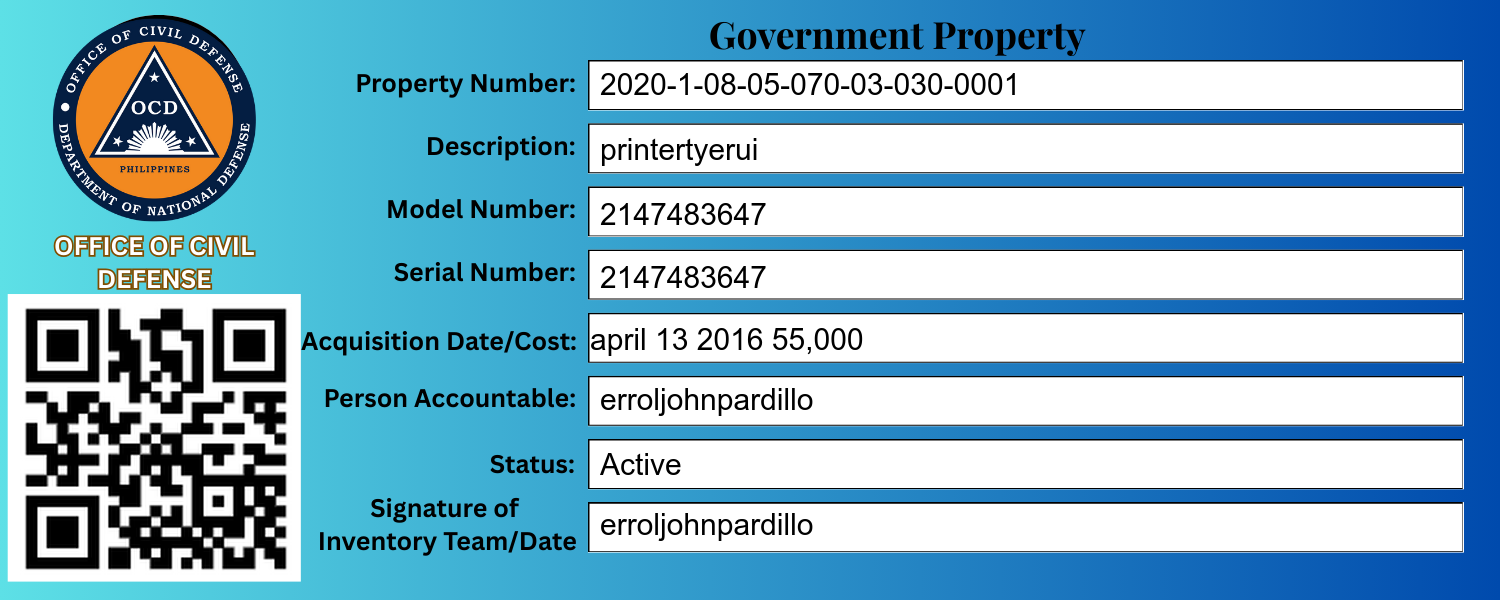 OFFICE OF CIVIL DEFENSE
OCD
PHILIPPINES
DEPARTMENT OF NATIONAL DEFENSE
OFFICE OF CIVIL
DEFENSE
Government Property
Property Number: 2020-1-08-05-070-03-030-0001
Description: printertyerui
Model Number: 2147483647
Serial Number: 2147483647
Acquisition Date/Cost: april 13 2016 55,000
Person Accountable: erroljohnpardillo
Status: Active
Signature of
Inventory Team/Date erroljohnpardillo